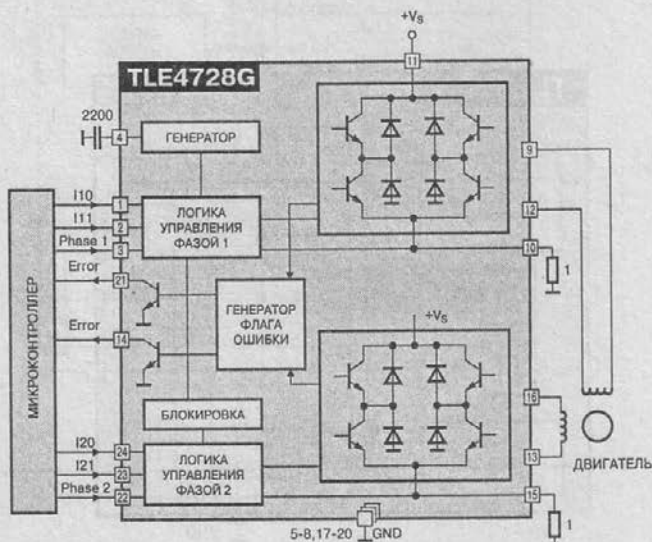 +Vs
11
TLE4728G
2200
4
ГЕНЕРАТОР
9
МИКРОКОНТРОЛЛЕР
I10
1
I11
2
Phase 1
3
ЛОГИКА
УПРАВЛЕНИЯ
ФАЗОЙ 1
12
10
1
Error
21
ГЕНЕРАТОР
ФЛАГА
ОШИБКИ
Error
14
+Vs
БЛОКИРОВКА
16
13
ДВИГАТЕЛЬ
I20
24
I21
23
Phase 2
22
ЛОГИКА
УПРАВЛЕНИЯ
ФАЗОЙ 2
15
1
5-8,17-20
GND